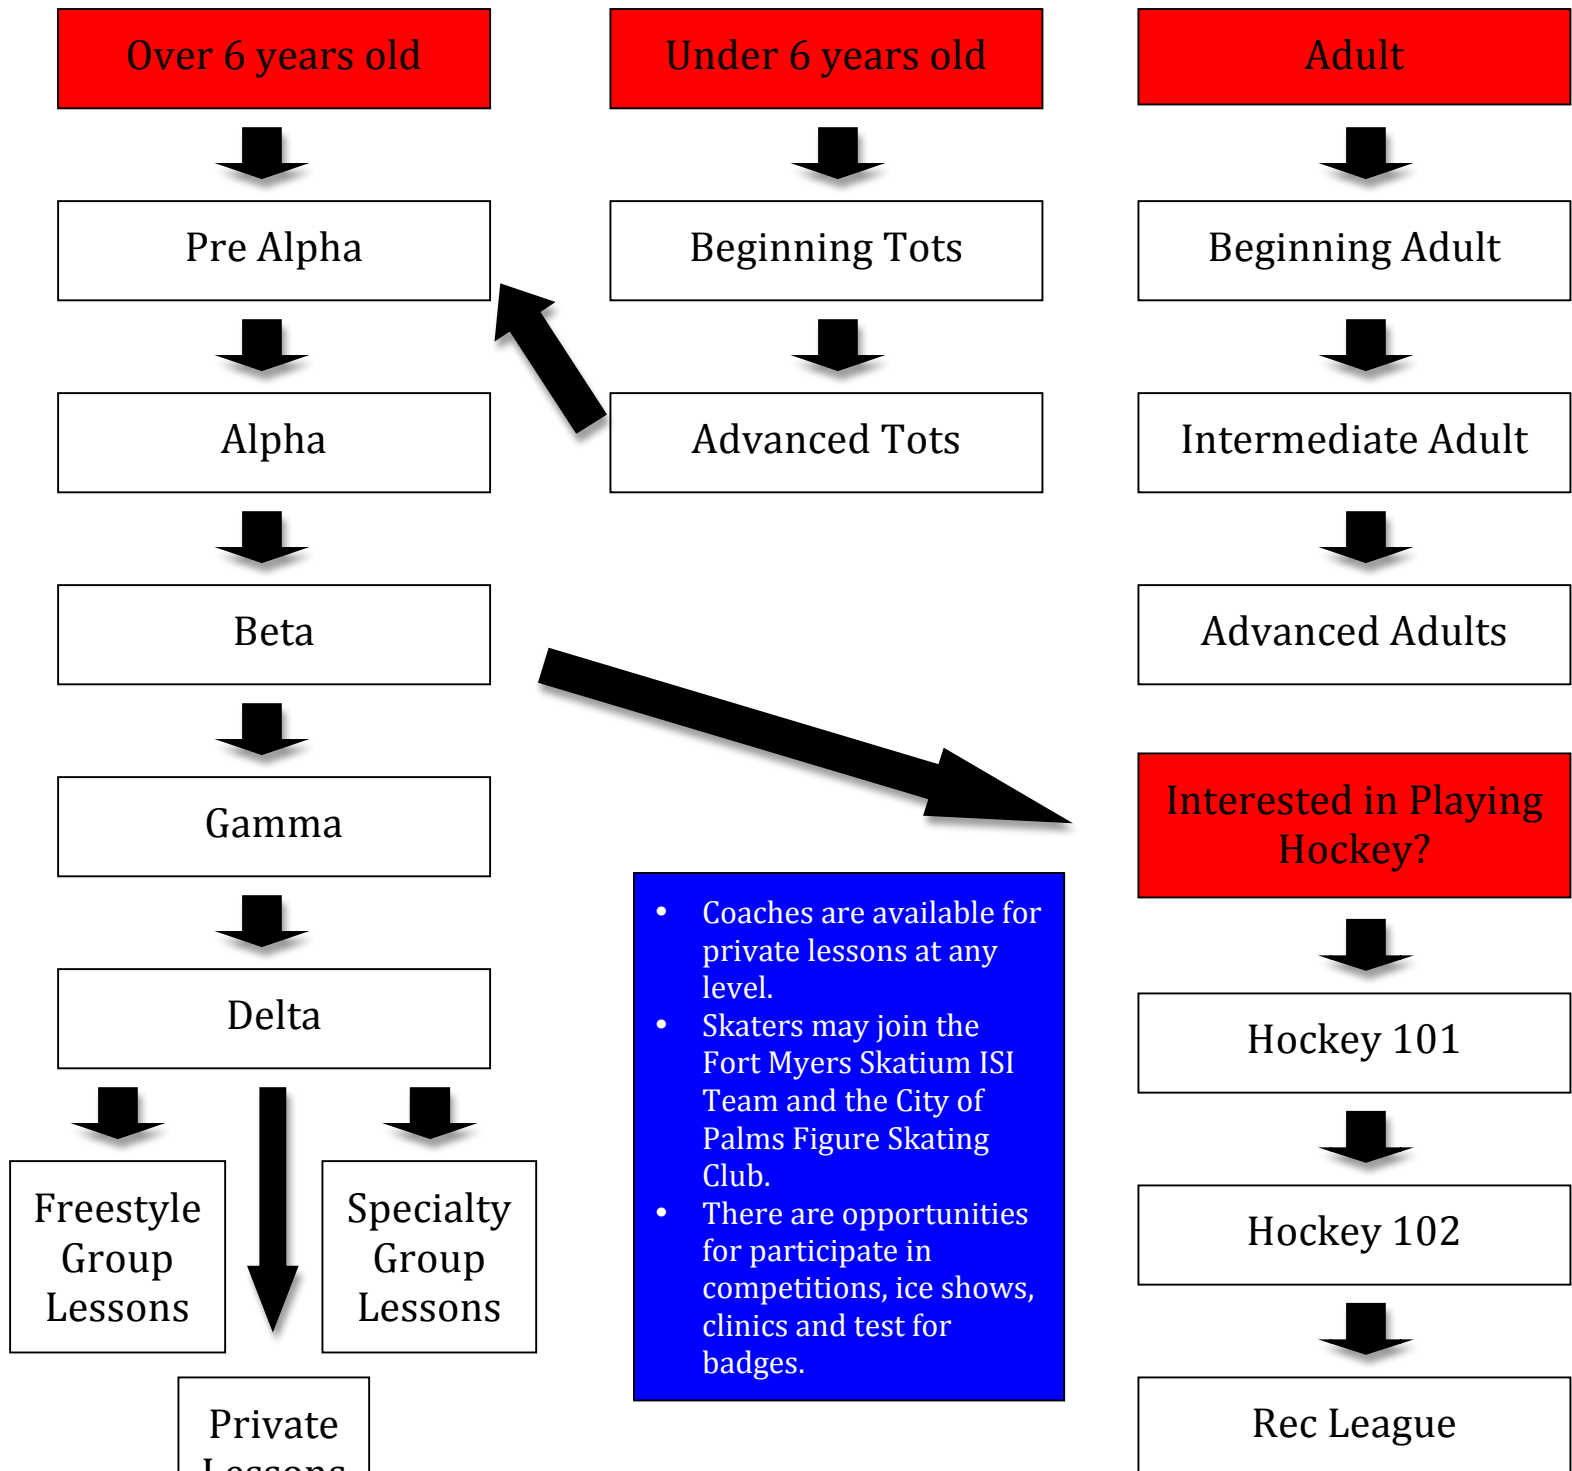 Over 6 years old
Pre Alpha
Alpha
Beta
Gamma
Delta
Freestyle
Group
Lessons
Specialty
Group
Lessons
Private
Lessons
Under 6 years old
Beginning Tots
Advanced Tots
• Coaches are available for
private lessons at any
level.
• Skaters may join the
Fort Myers Skatium ISI
Team and the City of
Palms Figure Skating
Club.
• There are opportunities
for participate in
competitions, ice shows,
clinics and test for
badges.
Adult
Beginning Adult
Intermediate Adult
Advanced Adults
Interested in Playing
Hockey?
Hockey 101
Hockey 102
Rec League